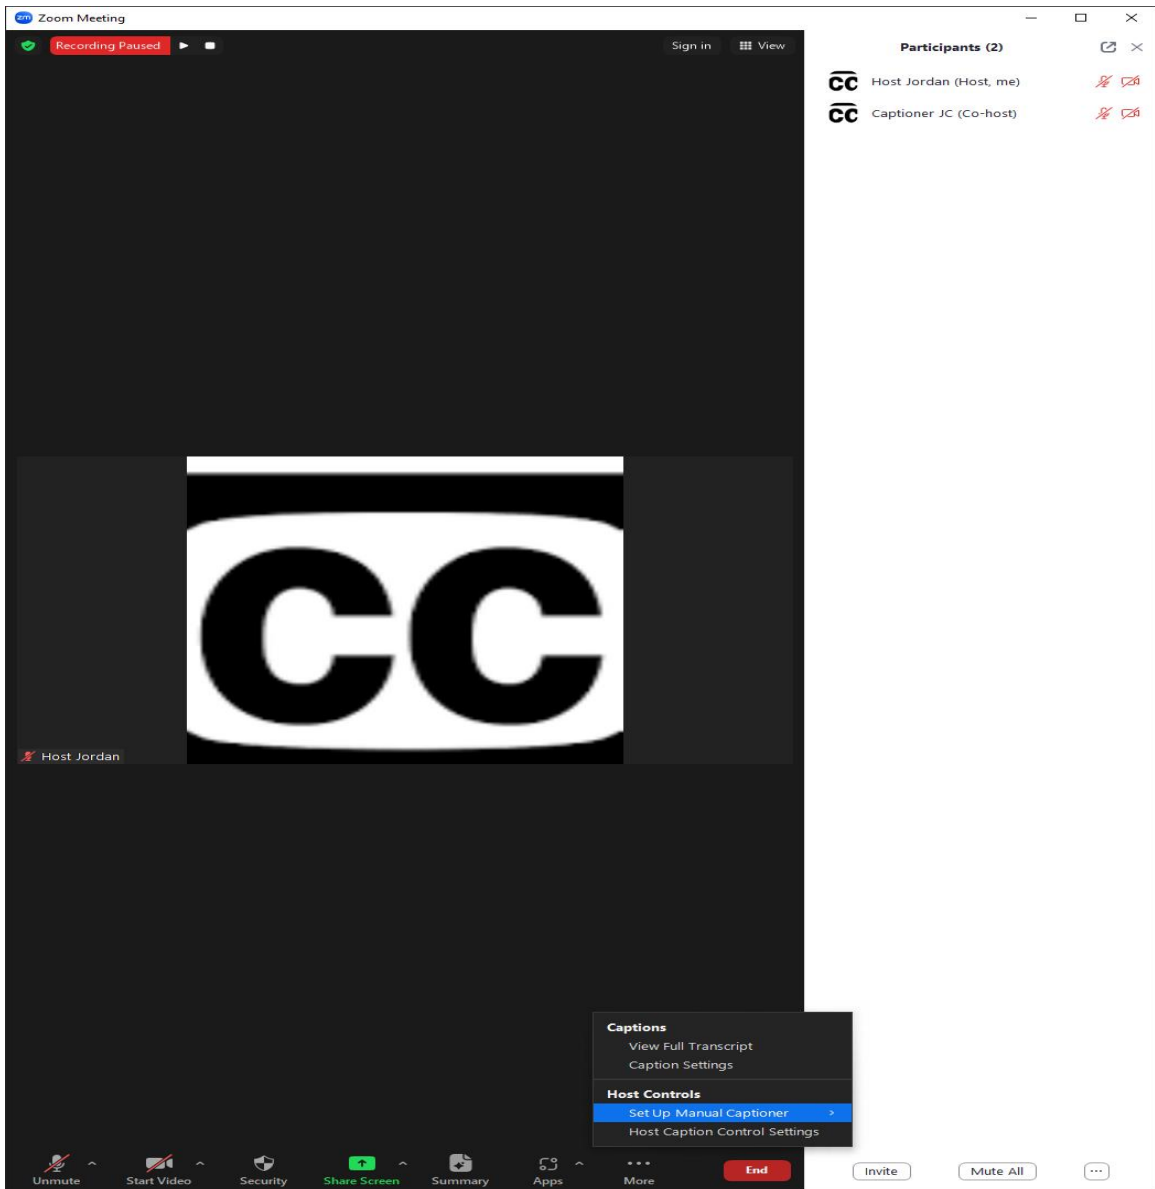 zm Zoom Meeting
Recording Paused
Sign in
View
Participants (2)
CC Host Jordan (Host, me)
CC Captioner JC (Co-host)
CC
Host Jordan
Captions
View Full Transcript
Caption Settings
Host Controls
Set Up Manual Captioner >
Host Caption Control Settings
Unmute
Start Video
Security
Share Screen
Summary
Apps
More
End
Invite
Mute All
...